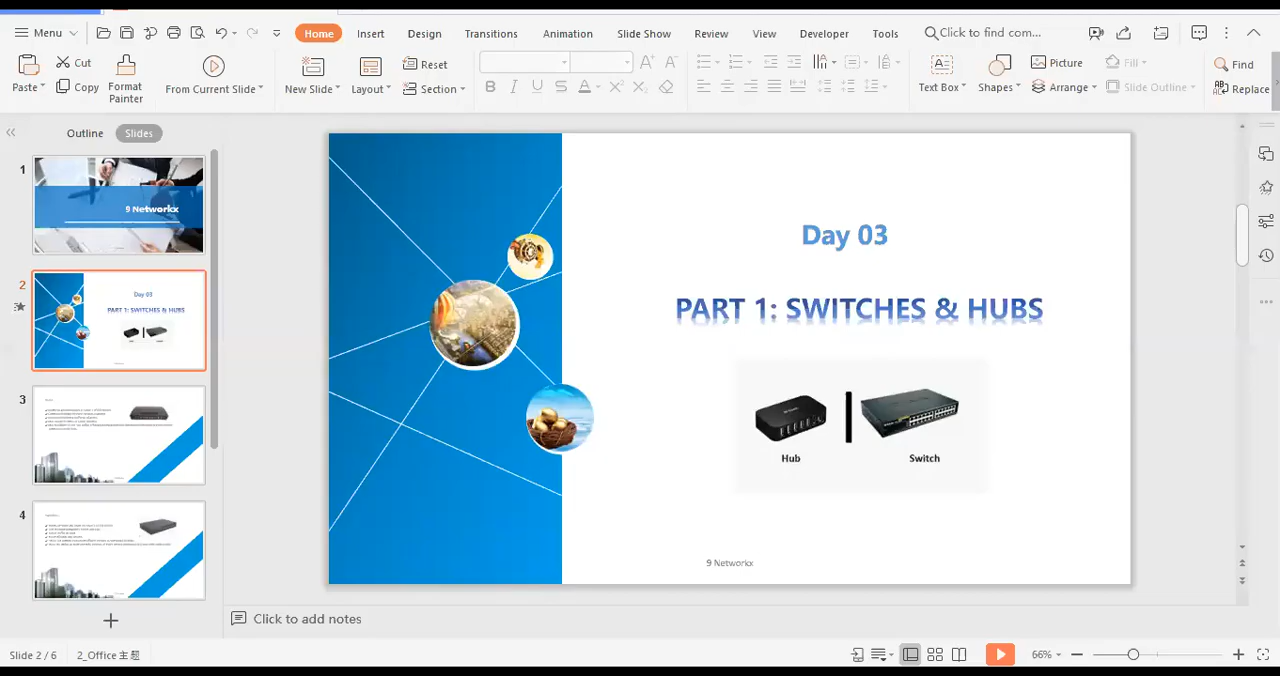 Menu
Home
Insert
Design
Transitions
Animation
Slide Show
Review
View
Developer
Tools
Click to find com...
Paste
Cut
Copy
Format
Painter
From Current Slide
New Slide
Layout
Reset
Section
B I U S A X² X₂
Text Box
Shapes
Picture
Arrange
Fill
Slide Outline
Find
Replace
Outline
Slides
1
9 Networkx
2
Day 03
PART 1: SWITCHES & HUBS
3
4
Day 03
PART 1: SWITCHES & HUBS
Hub
Switch
9 Networkx
Click to add notes
Slide 2 / 6
2_Office 主题
66%